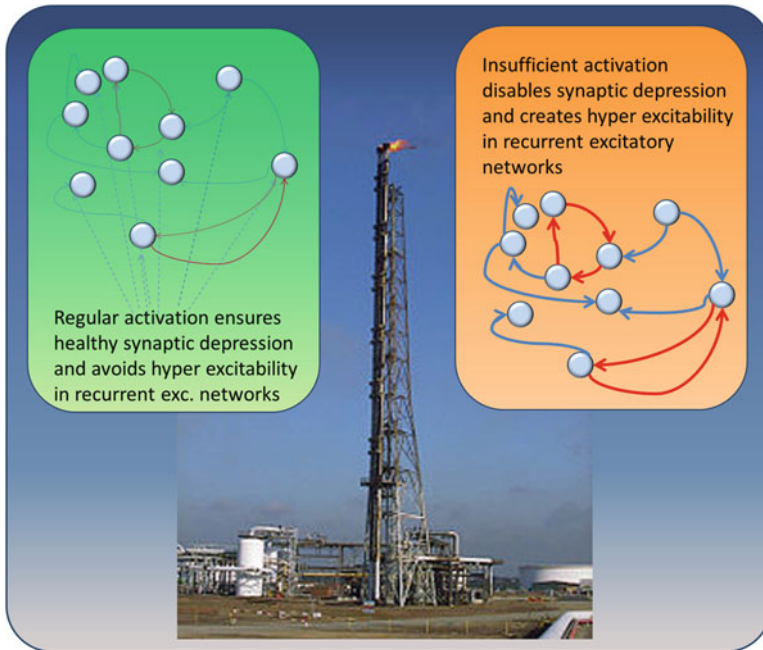 Regular activation ensures
healthy synaptic depression
and avoids hyper excitability
in recurrent exc. networks
Insufficient activation
disables synaptic depression
and creates hyper excitability
in recurrent excitatory
networks